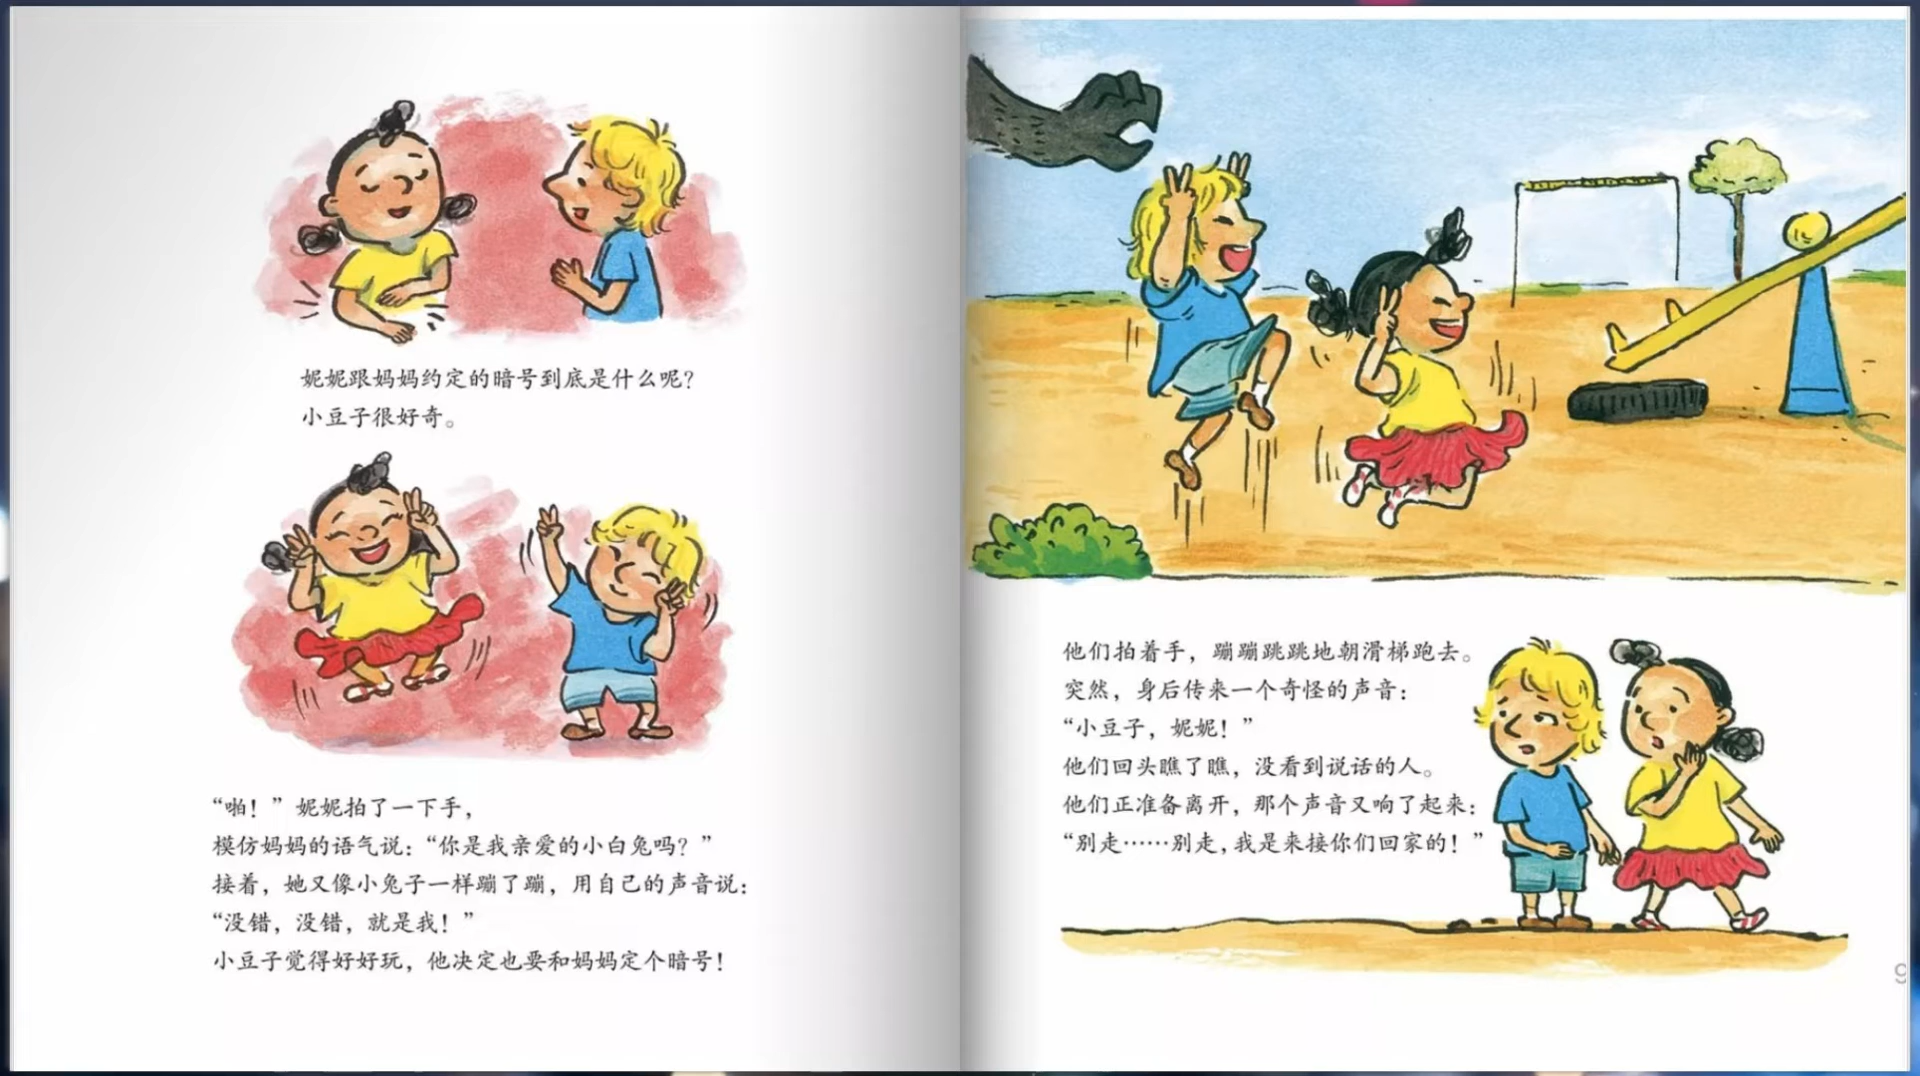 妮妮跟妈妈约定的暗号到底是什么呢？
小豆子很好奇。
“啪！”妮妮拍了一下手，
模仿妈妈的语气说：“你是我亲爱的小白兔吗？”
接着，她又像小兔子一样蹦了蹦，用自己的声音说：
“没错，没错，就是我！”
小豆子觉得好好玩，他决定也要和妈妈定个暗号！
他们拍着手，蹦蹦跳跳地朝滑梯跑去。
突然，身后传来一个奇怪的声音：
“小豆子，妮妮！”
他们回头瞧了瞧，没看到说话的人。
他们正准备离开，那个声音又响了起来：
“别走……别走，我是来接你们回家的！”
9